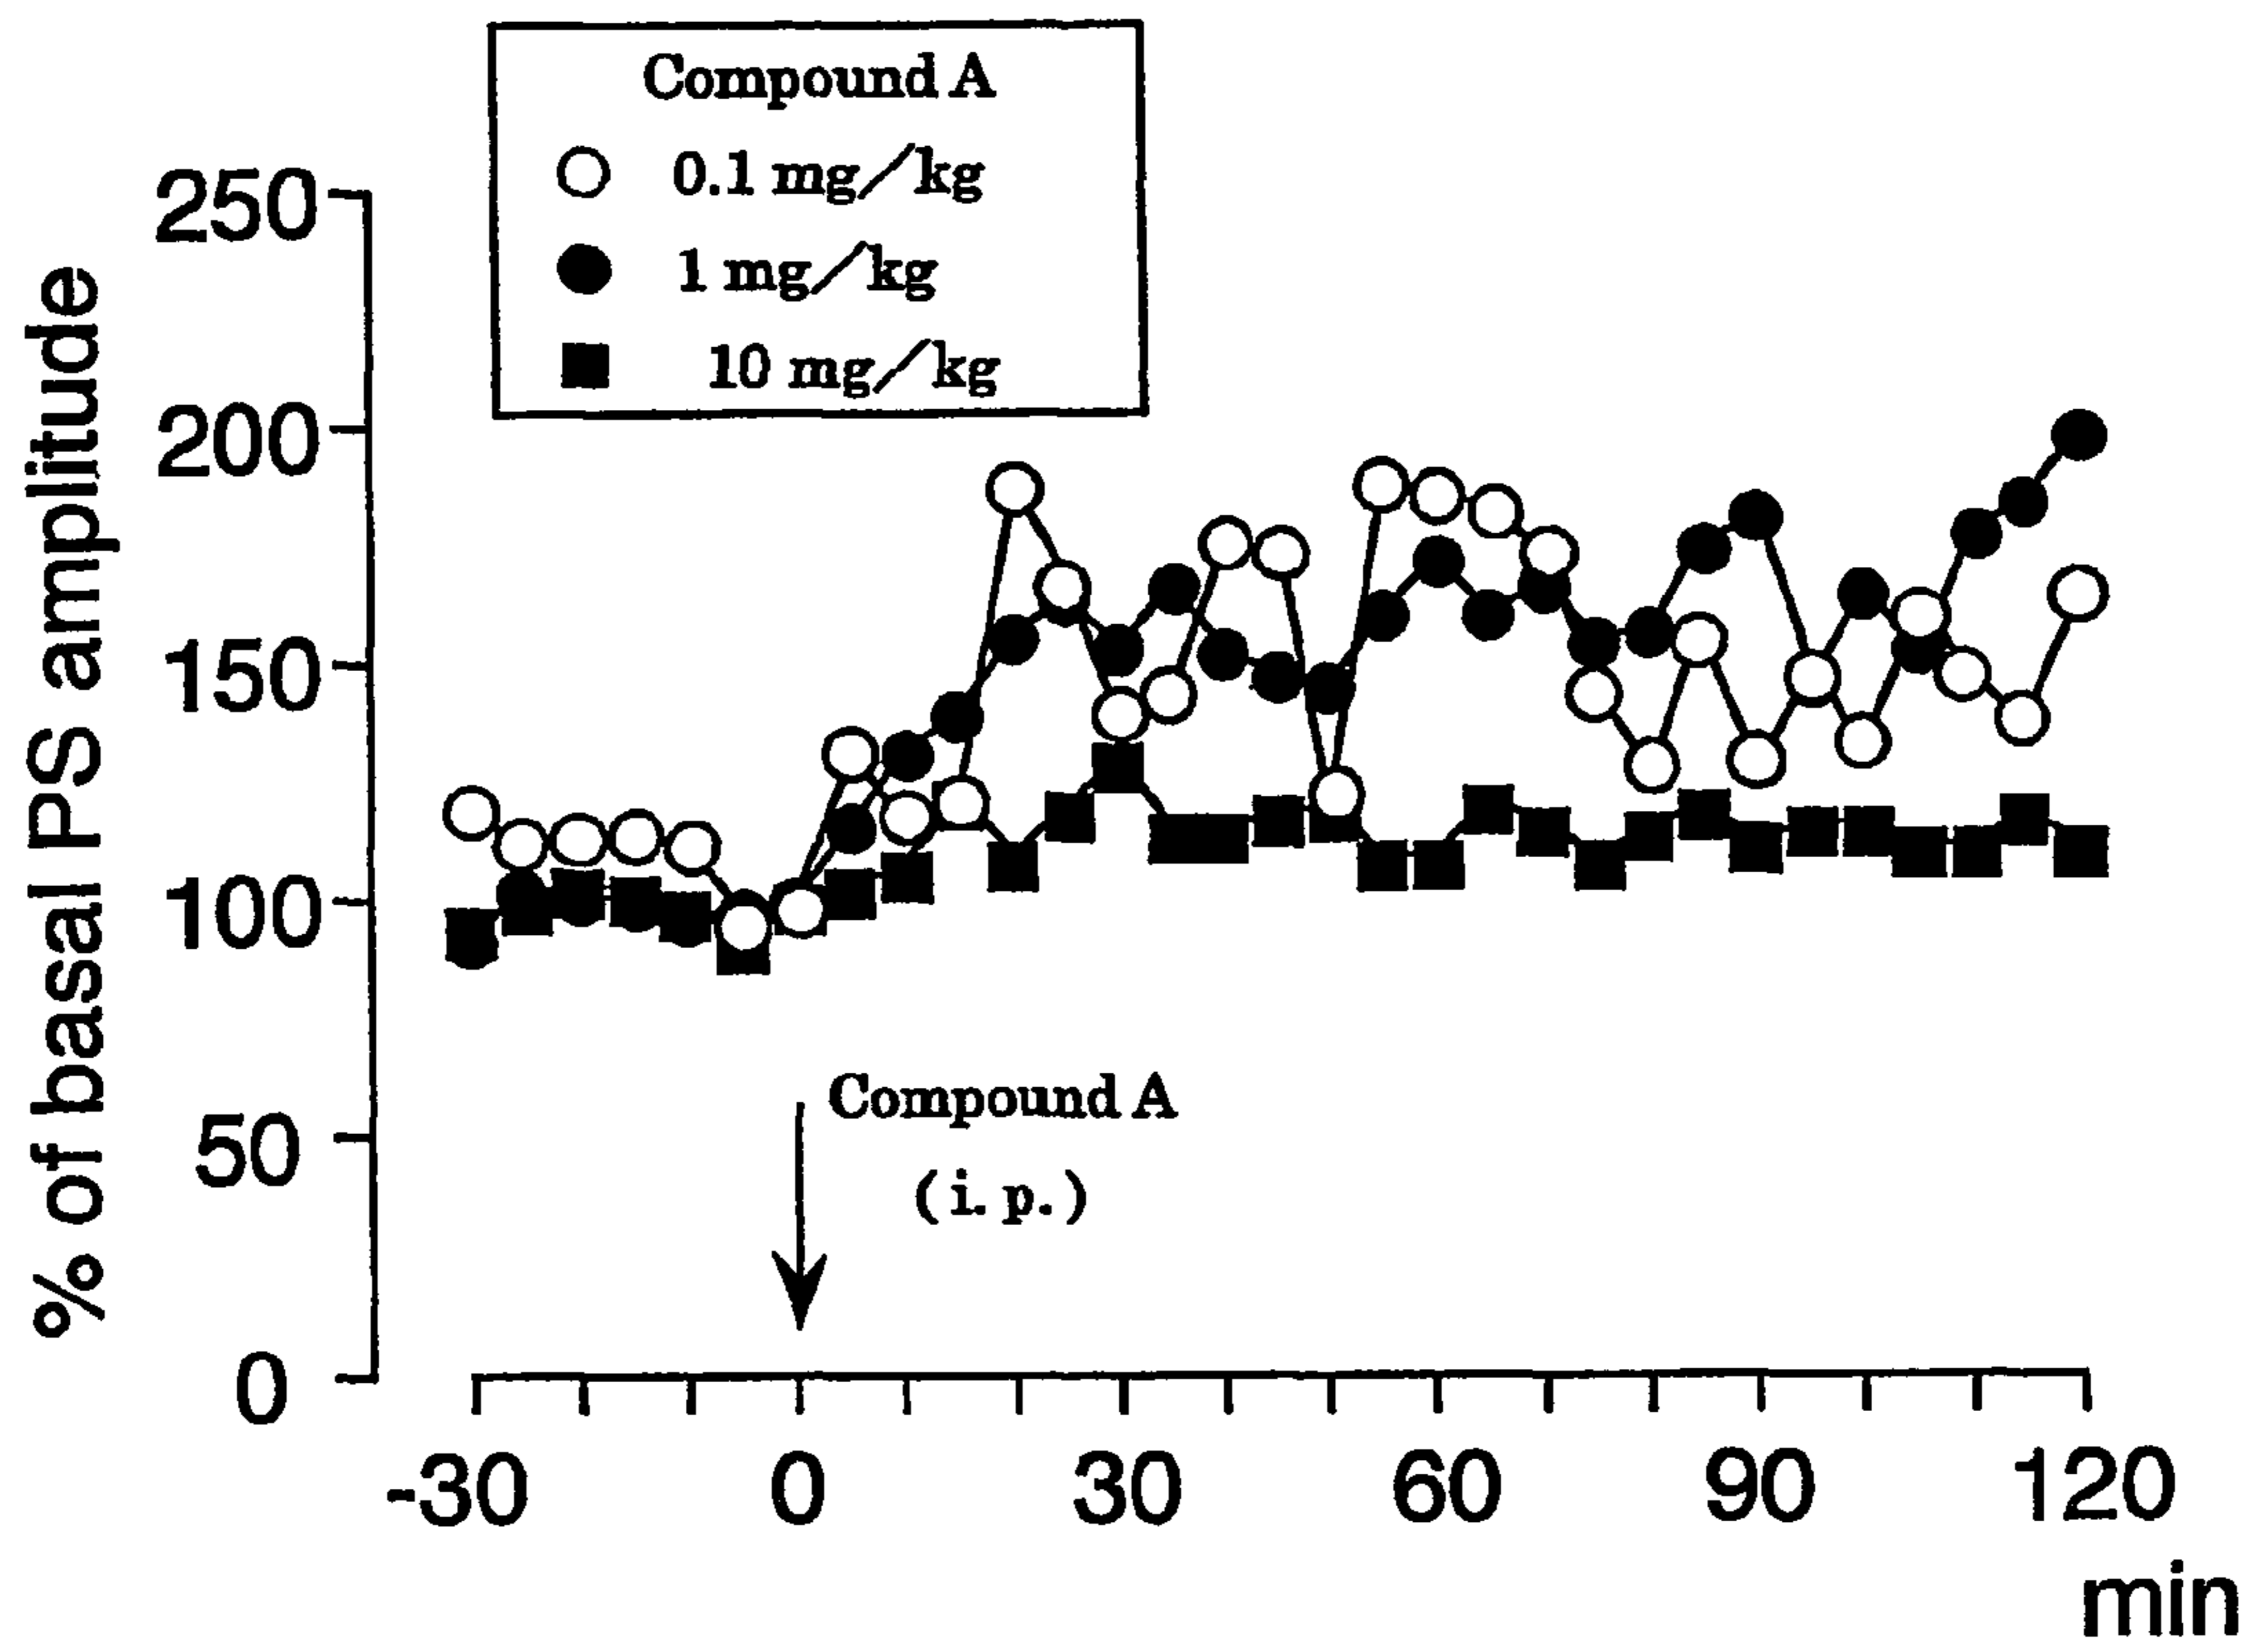 Compound A
0.1 mg/kg
1 mg/kg
10 mg/kg
% of basal PS amplitude
250
200
150
100
50
0
Compound A
(i. p.)
-30 0 30 60 90 120
min